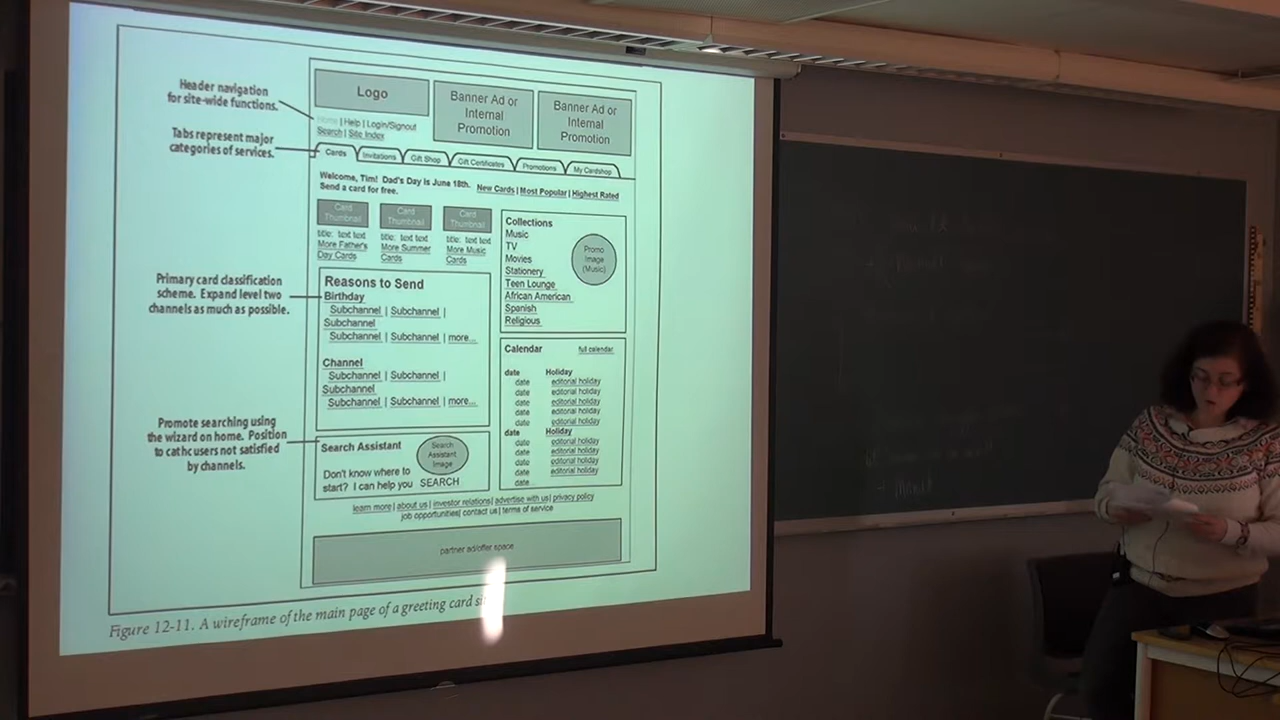 Header navigation
for site-wide functions.
Tabs represent major
categories of services.
Primary card classification
scheme. Expand level two
channels as much as possible.
Promote searching using
the wizard on home. Position
to cathc users not satisfied
by channels.
Logo
Banner Ad or
Internal
Promotion
Banner Ad or
Internal
Promotion
Home | Help | Login/Signout
Search | Site Index
Cards
Invitations
Gift Shop
Gift Certificates
Promotions
My Cardshop
Welcome, Tim! Dad's Day is June 18th.
Send a card for free.
New Cards | Most Popular | Highest Rated
Card
Thumbnail
title: text text
More Father's
Day Cards
Card
Thumbnail
title: text text
More Summer
Cards
Card
Thumbnail
title: text text
More Music
Cards
Reasons to Send
Birthday
Subchannel | Subchannel |
Subchannel
Subchannel | Subchannel | more...
Channel
Subchannel | Subchannel |
Subchannel
Subchannel | Subchannel | more...
Search Assistant
Don't know where to
start? I can help you SEARCH
Search
Assistant
Image
Collections
Music
TV
Movies
Stationery
Teen Lounge
African American
Spanish
Religious
Promo
Image
(Music)
Calendar full calendar
date Holiday
date editorial holiday
date editorial holiday
date editorial holiday
date editorial holiday
date editorial holiday
date Holiday
date editorial holiday
date editorial holiday
date editorial holiday
date editorial holiday
date
learn more | about us | investor relations | advertise with us | privacy policy
job opportunities | contact us | terms of service
partner ad/offer space
Figure 12-11. A wireframe of the main page of a greeting card